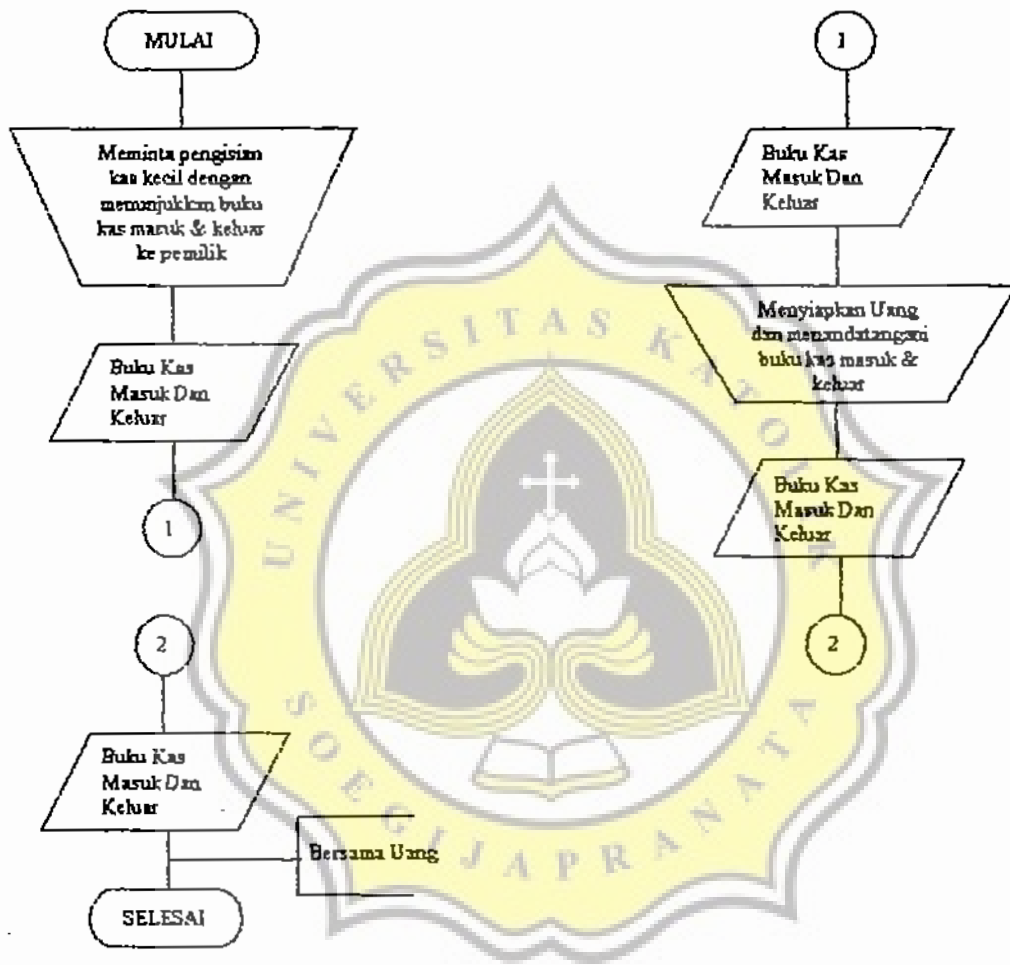 MULAI
Meminta pengisian
kas kecil dengan
menunjukkan buku
kas masuk & keluar
ke pemilik
Buku Kas
Masuk Dan
Keluar
1
2
Buku Kas
Masuk Dan
Keluar
Bersama Uang
SELESAI
1
Buku Kas
Masuk Dan
Keluar
Menyiapkan Uang
dan menandatangani
buku kas masuk &
keluar
Buku Kas
Masuk Dan
Keluar
2
UNIVERSITAS KATOLIK
SOEGIJAPRANATA